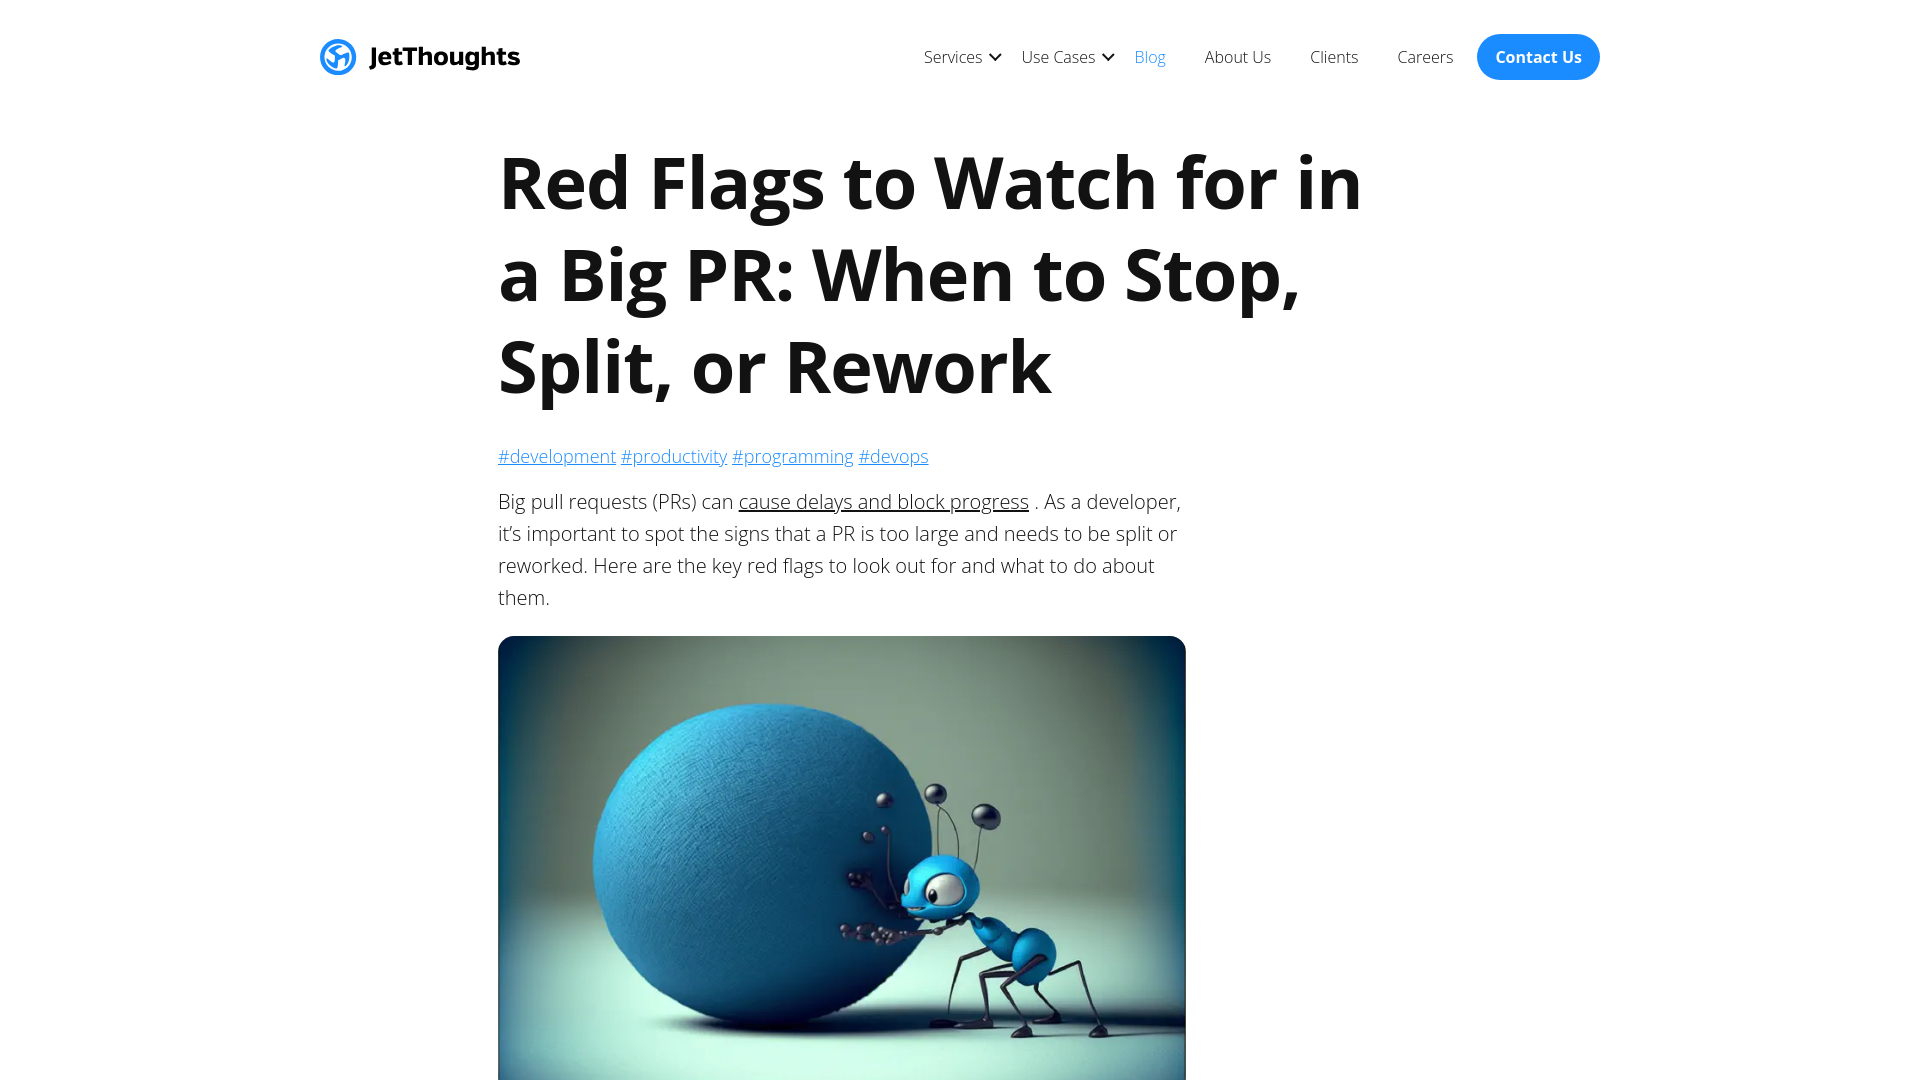 JetThoughts
Services
Use Cases
Blog
About Us
Clients
Careers
Contact Us
Red Flags to Watch for in
a Big PR: When to Stop,
Split, or Rework
#development #productivity #programming #devops
Big pull requests (PRs) can cause delays and block progress . As a developer,
it’s important to spot the signs that a PR is too large and needs to be split or
reworked. Here are the key red flags to look out for and what to do about
them.